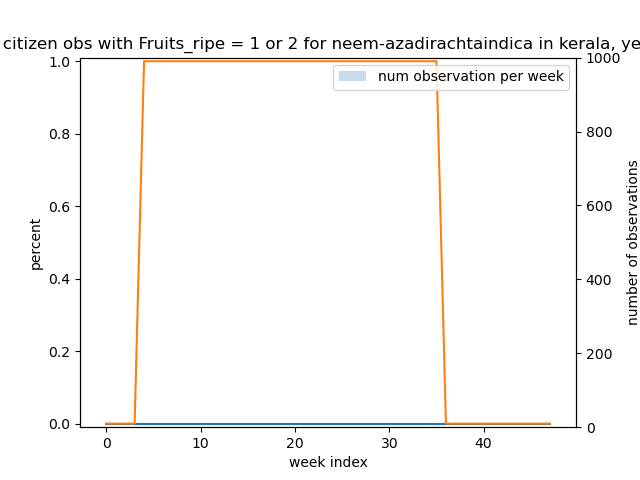 citizen obs with Fruits_ripe = 1 or 2 for neem-azadirachtaindica in kerala, ye
num observation per week
1.0
0.8
0.6
0.4
0.2
0.0
percent
1000
800
600
400
200
0
number of observations
0 10 20 30 40
week index